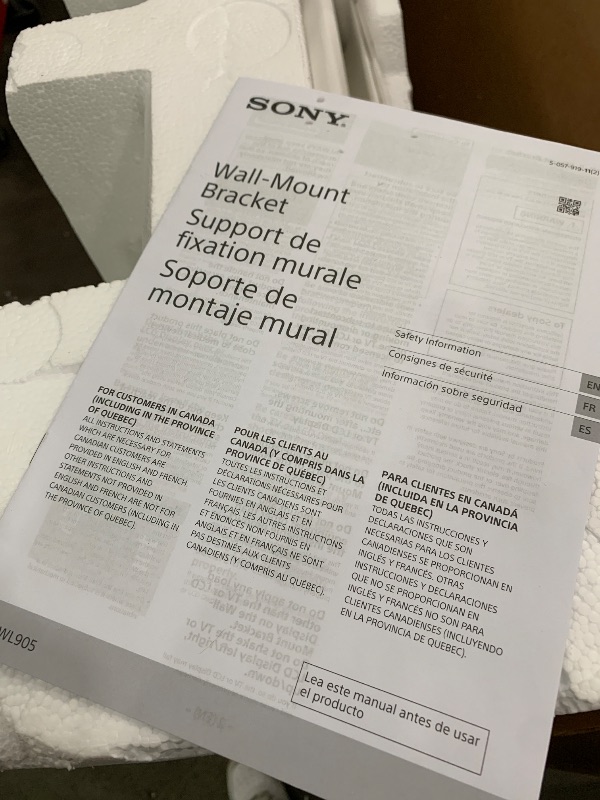 SONY
5-057-919-11(2)
Wall-Mount
Bracket
Support de
fixation murale
Soporte de
montaje mural
Safety Information
Consignes de sécurité
Información sobre seguridad
EN
FR
ES
FOR CUSTOMERS IN CANADA
(INCLUDING IN THE PROVINCE
OF QUEBEC)
ALL INSTRUCTIONS AND STATEMENTS
WHICH ARE NECESSARY FOR
CANADIAN CUSTOMERS ARE
PROVIDED IN ENGLISH AND FRENCH.
OTHER INSTRUCTIONS AND
STATEMENTS NOT PROVIDED IN
ENGLISH AND FRENCH ARE NOT FOR
CANADIAN CUSTOMERS (INCLUDING IN
THE PROVINCE OF QUEBEC).
POUR LES CLIENTS AU
CANADA (Y COMPRIS DANS LA
PROVINCE DE QUÉBEC)
TOUTES LES INSTRUCTIONS ET
DÉCLARATIONS NÉCESSAIRES POUR
LES CLIENTS CANADIENS SONT
FOURNIES EN ANGLAIS ET EN
FRANÇAIS. LES AUTRES INSTRUCTIONS
ET ÉNONCÉS NON FOURNIS EN
ANGLAIS ET EN FRANÇAIS NE SONT
PAS DESTINÉS AUX CLIENTS
CANADIENS (Y COMPRIS AU QUÉBEC).
PARA CLIENTES EN CANADÁ
(INCLUIDA EN LA PROVINCIA
DE QUEBEC)
TODAS LAS INSTRUCCIONES Y
DECLARACIONES QUE SON
NECESARIAS PARA LOS CLIENTES
CANADIENSES SE PROPORCIONAN EN
INGLÉS Y FRANCÉS. OTRAS
INSTRUCCIONES Y DECLARACIONES
QUE NO SE PROPORCIONAN EN
INGLÉS Y FRANCÉS NO SON PARA
CLIENTES CANADIENSES (INCLUYENDO
EN LA PROVINCIA DE QUEBEC).
WL905
Lea este manual antes de usar
el producto